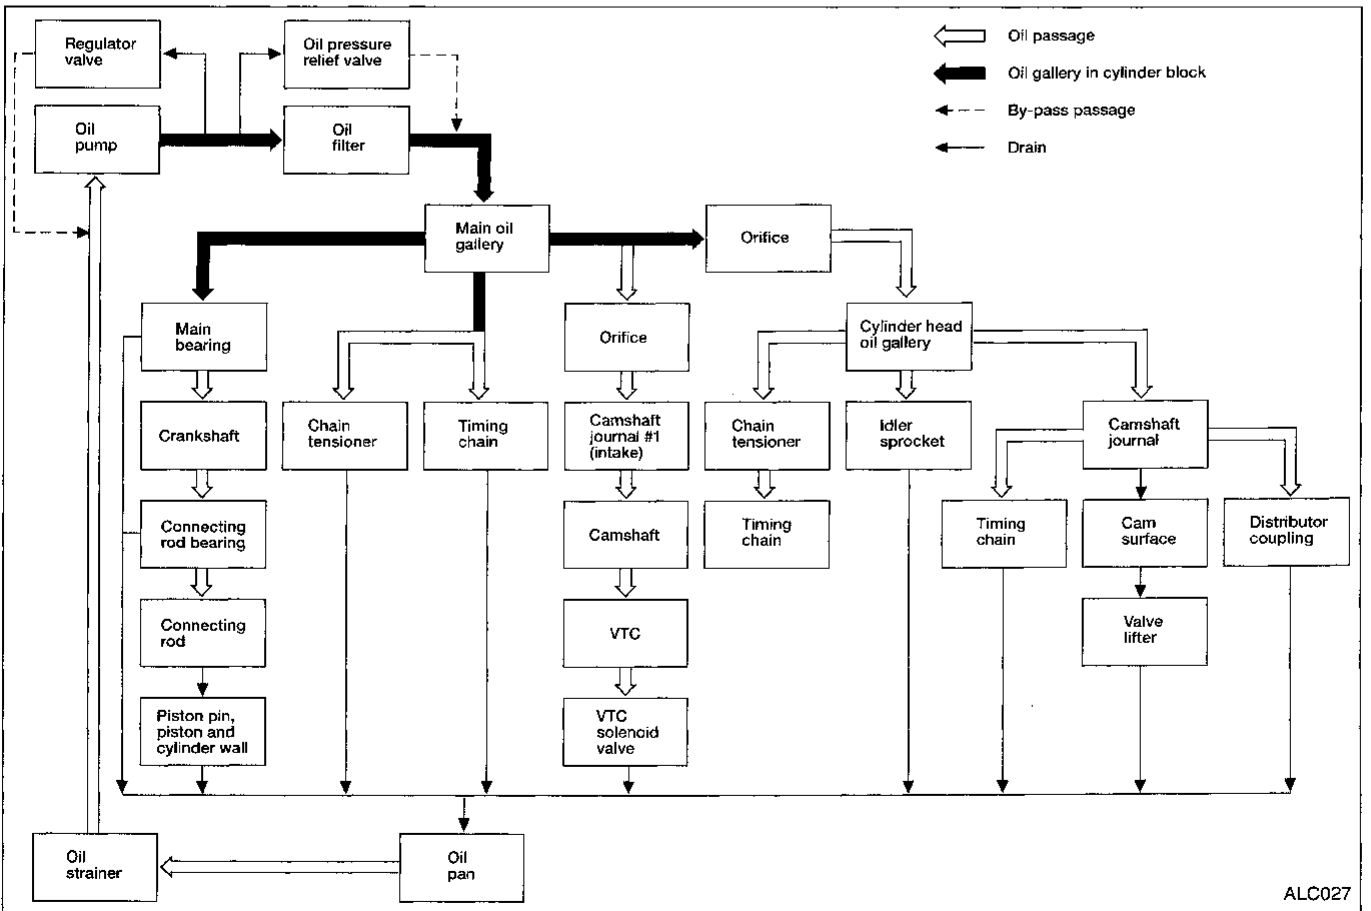 Regulator
valve
Oil pressure
relief valve
Oil passage
Oil gallery in cylinder block
By-pass passage
Drain
Oil
pump
Oil
filter
Main oil
gallery
Orifice
Main
bearing
Orifice
Cylinder head
oil gallery
Crankshaft
Chain
tensioner
Timing
chain
Camshaft
journal #1
(intake)
Chain
tensioner
Idler
sprocket
Camshaft
journal
Connecting
rod bearing
Camshaft
Timing
chain
Timing
chain
Cam
surface
Distributor
coupling
Connecting
rod
VTC
Valve
lifter
Piston pin,
piston and
cylinder wall
VTC
solenoid
valve
Oil
strainer
Oil
pan
ALC027